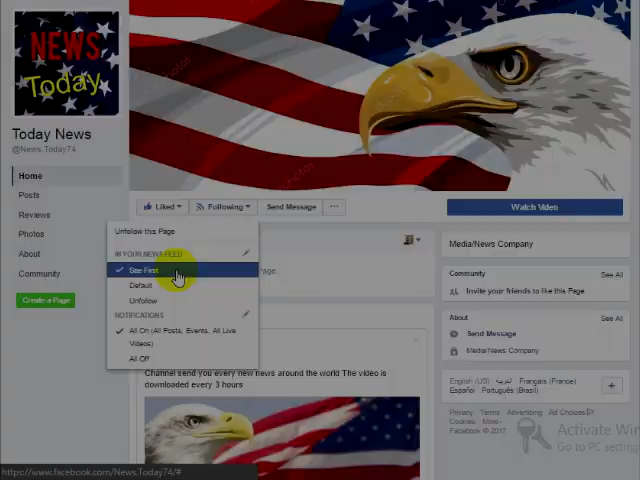 NEWS
Today
Today News
@News.Today74
Home
Posts
Reviews
Photos
About
Community
Create a Page
Liked
Following
Send Message
Watch Video
Unfollow this Page
IN YOUR NEWS FEED
See First
Default
Unfollow
NOTIFICATIONS
All On (All Posts, Events, All Live
Videos)
All Off
Page.
Channel send you every new news around the world The video is
downloaded every 3 hours
Media/News Company
Community
See All
Invite your friends to like this Page
About
See All
Send Message
Media/News Company
English (US) · العربية · Français (France) ·
Español · Português (Brasil)
Privacy · Terms · Advertising · Ad Choices
Cookies · More
Facebook © 2017
Activate Win
Go to PC settings
https://www.facebook.com/News.Today74/#